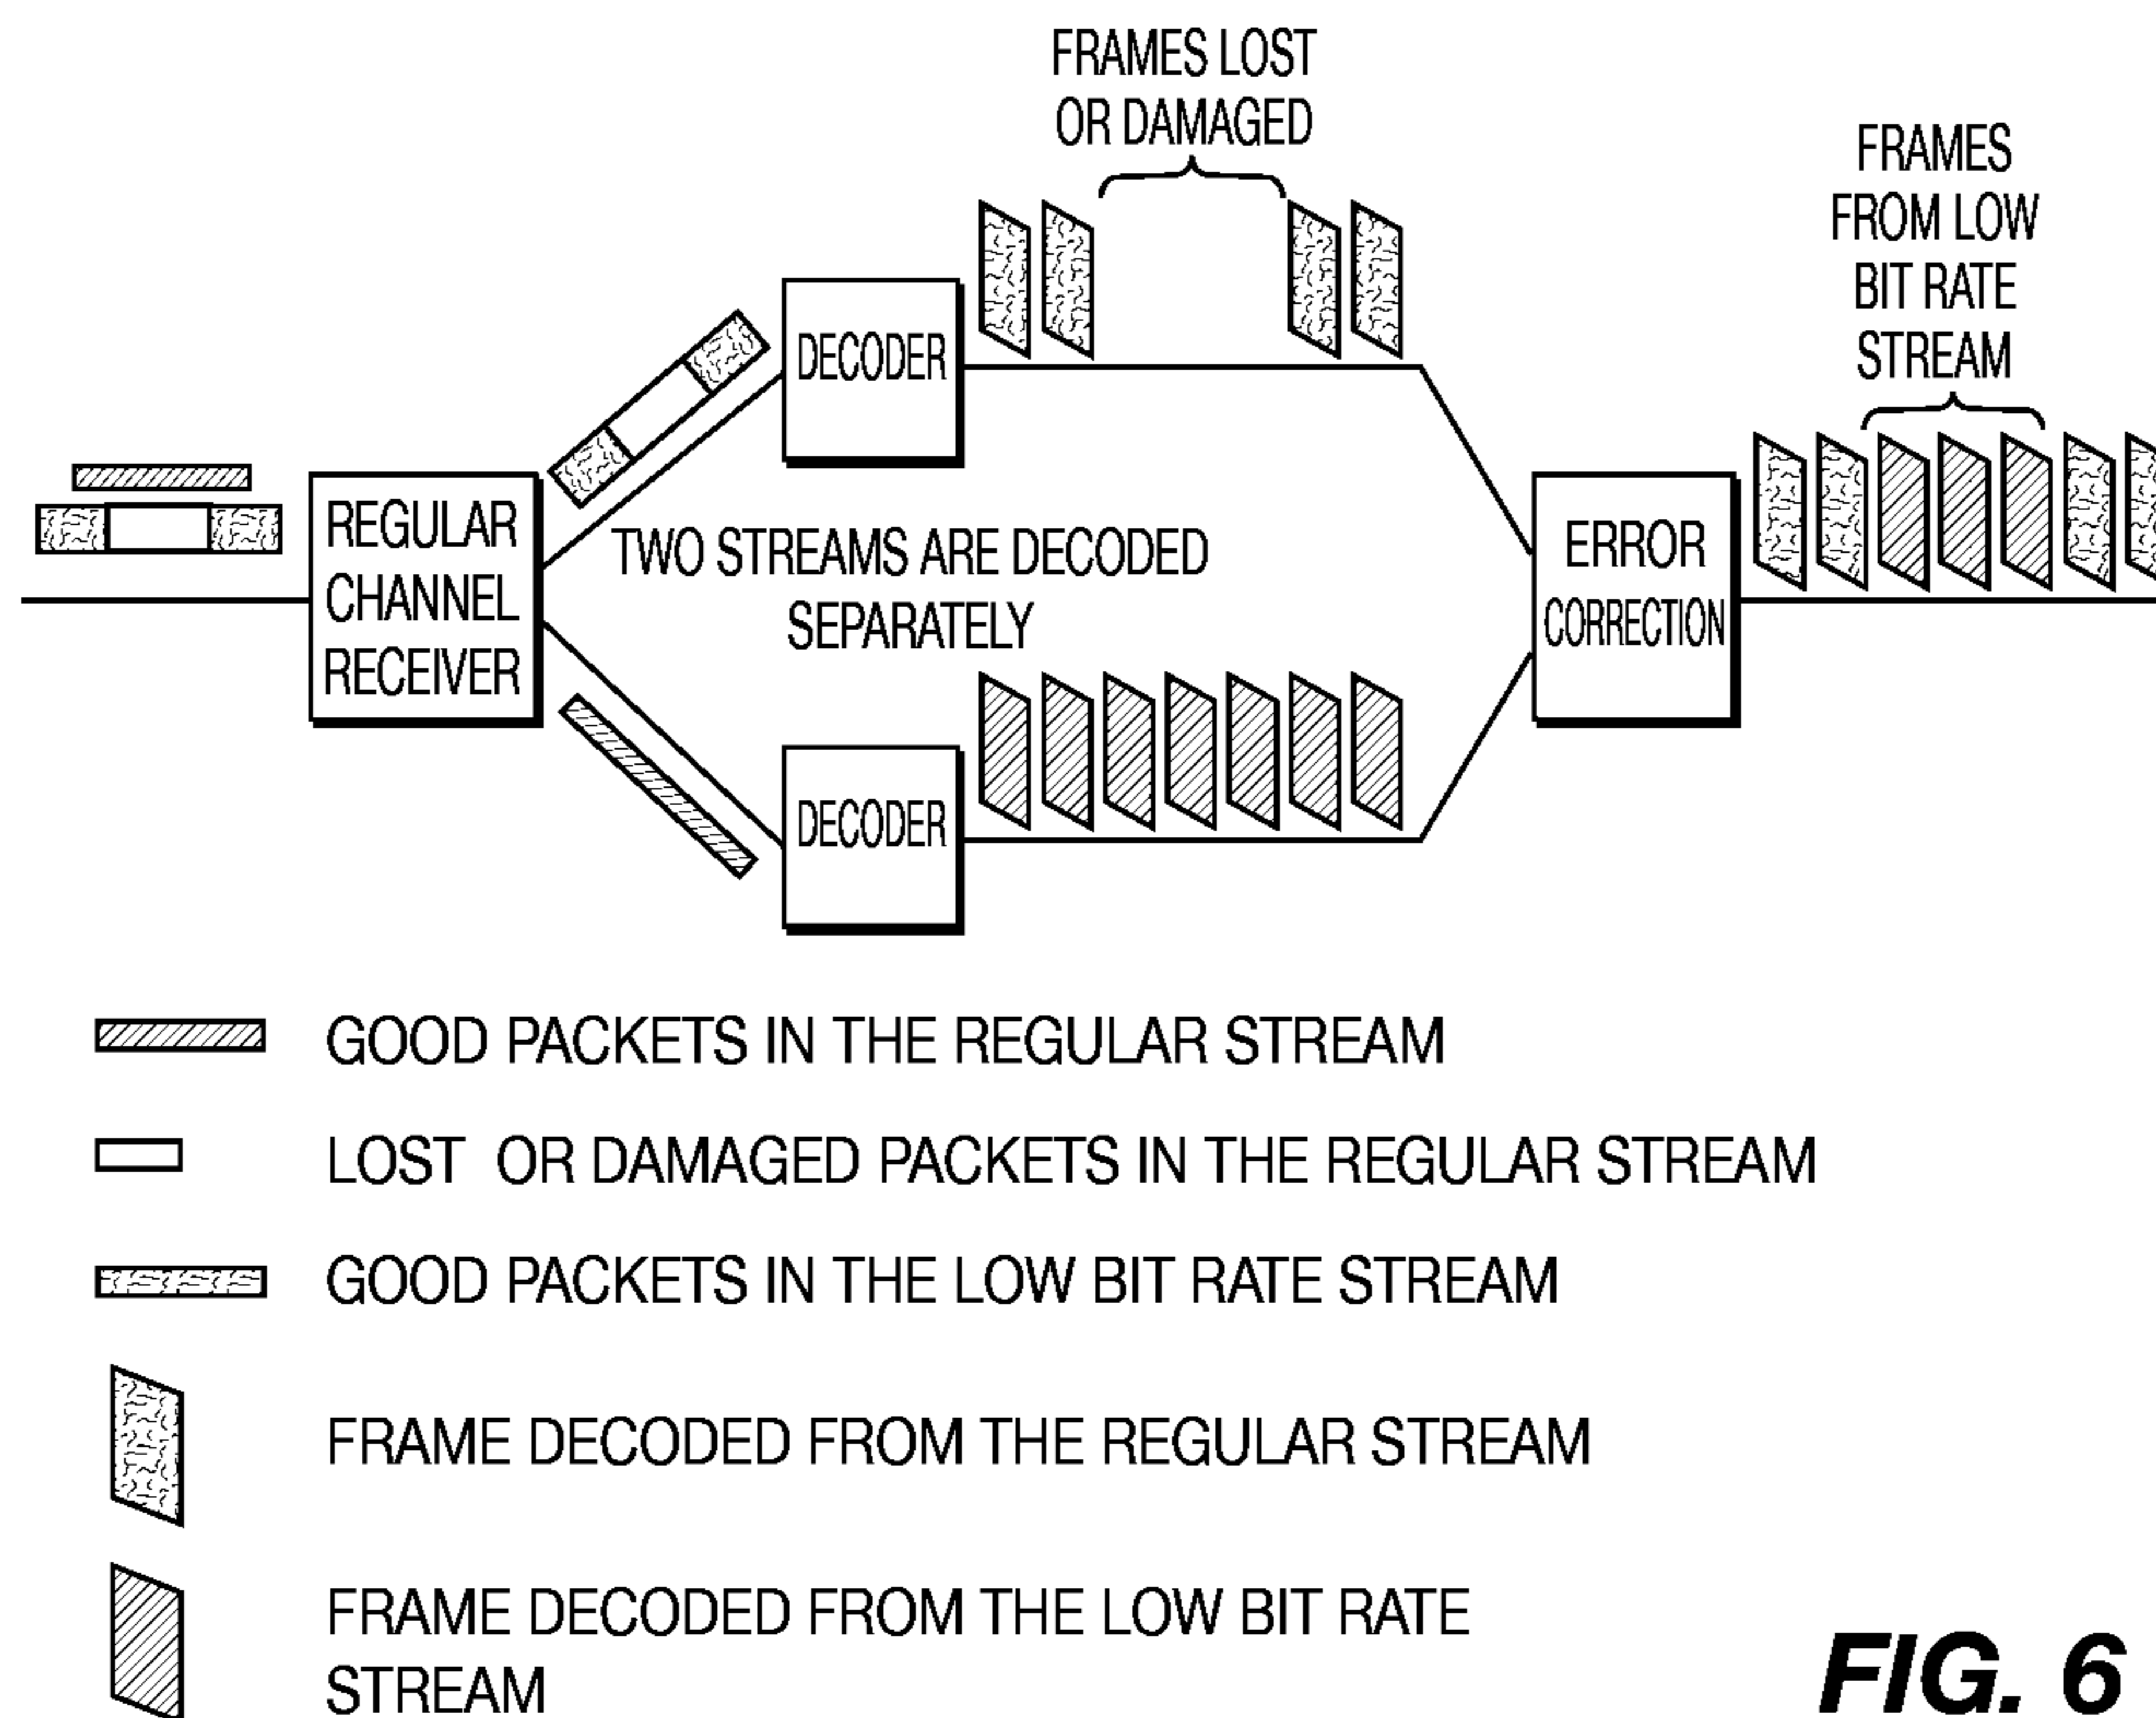 FRAMES LOST
OR DAMAGED
FRAMES
FROM LOW
BIT RATE
STREAM
DECODER
REGULAR
CHANNEL
RECEIVER
TWO STREAMS ARE DECODED
SEPARATELY
ERROR
CORRECTION
DECODER
GOOD PACKETS IN THE REGULAR STREAM
LOST OR DAMAGED PACKETS IN THE REGULAR STREAM
GOOD PACKETS IN THE LOW BIT RATE STREAM
FRAME DECODED FROM THE REGULAR STREAM
FRAME DECODED FROM THE LOW BIT RATE
STREAM
FIG. 6